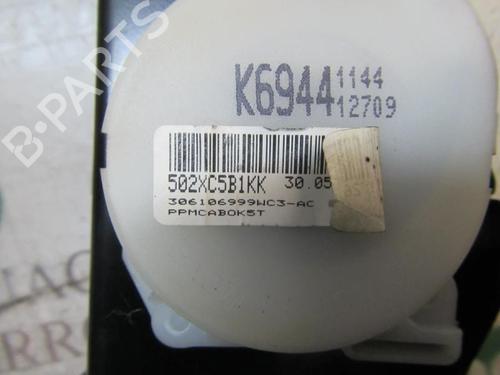 K6944 1144
12709
502XC5B1KK 30.05
306106999WC3-AC
PPMCABOK5T
B-PARTS